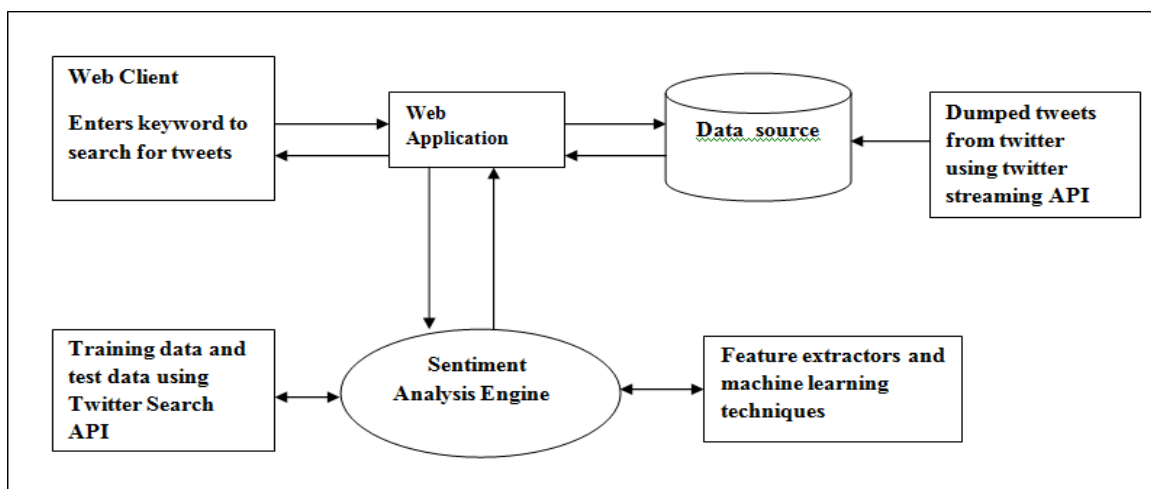 Web Client
Enters keyword to
search for tweets
Web
Application
Data source
Dumped tweets
from twitter
using twitter
streaming API
Training data and
test data using
Twitter Search
API
Sentiment
Analysis Engine
Feature extractors and
machine learning
techniques